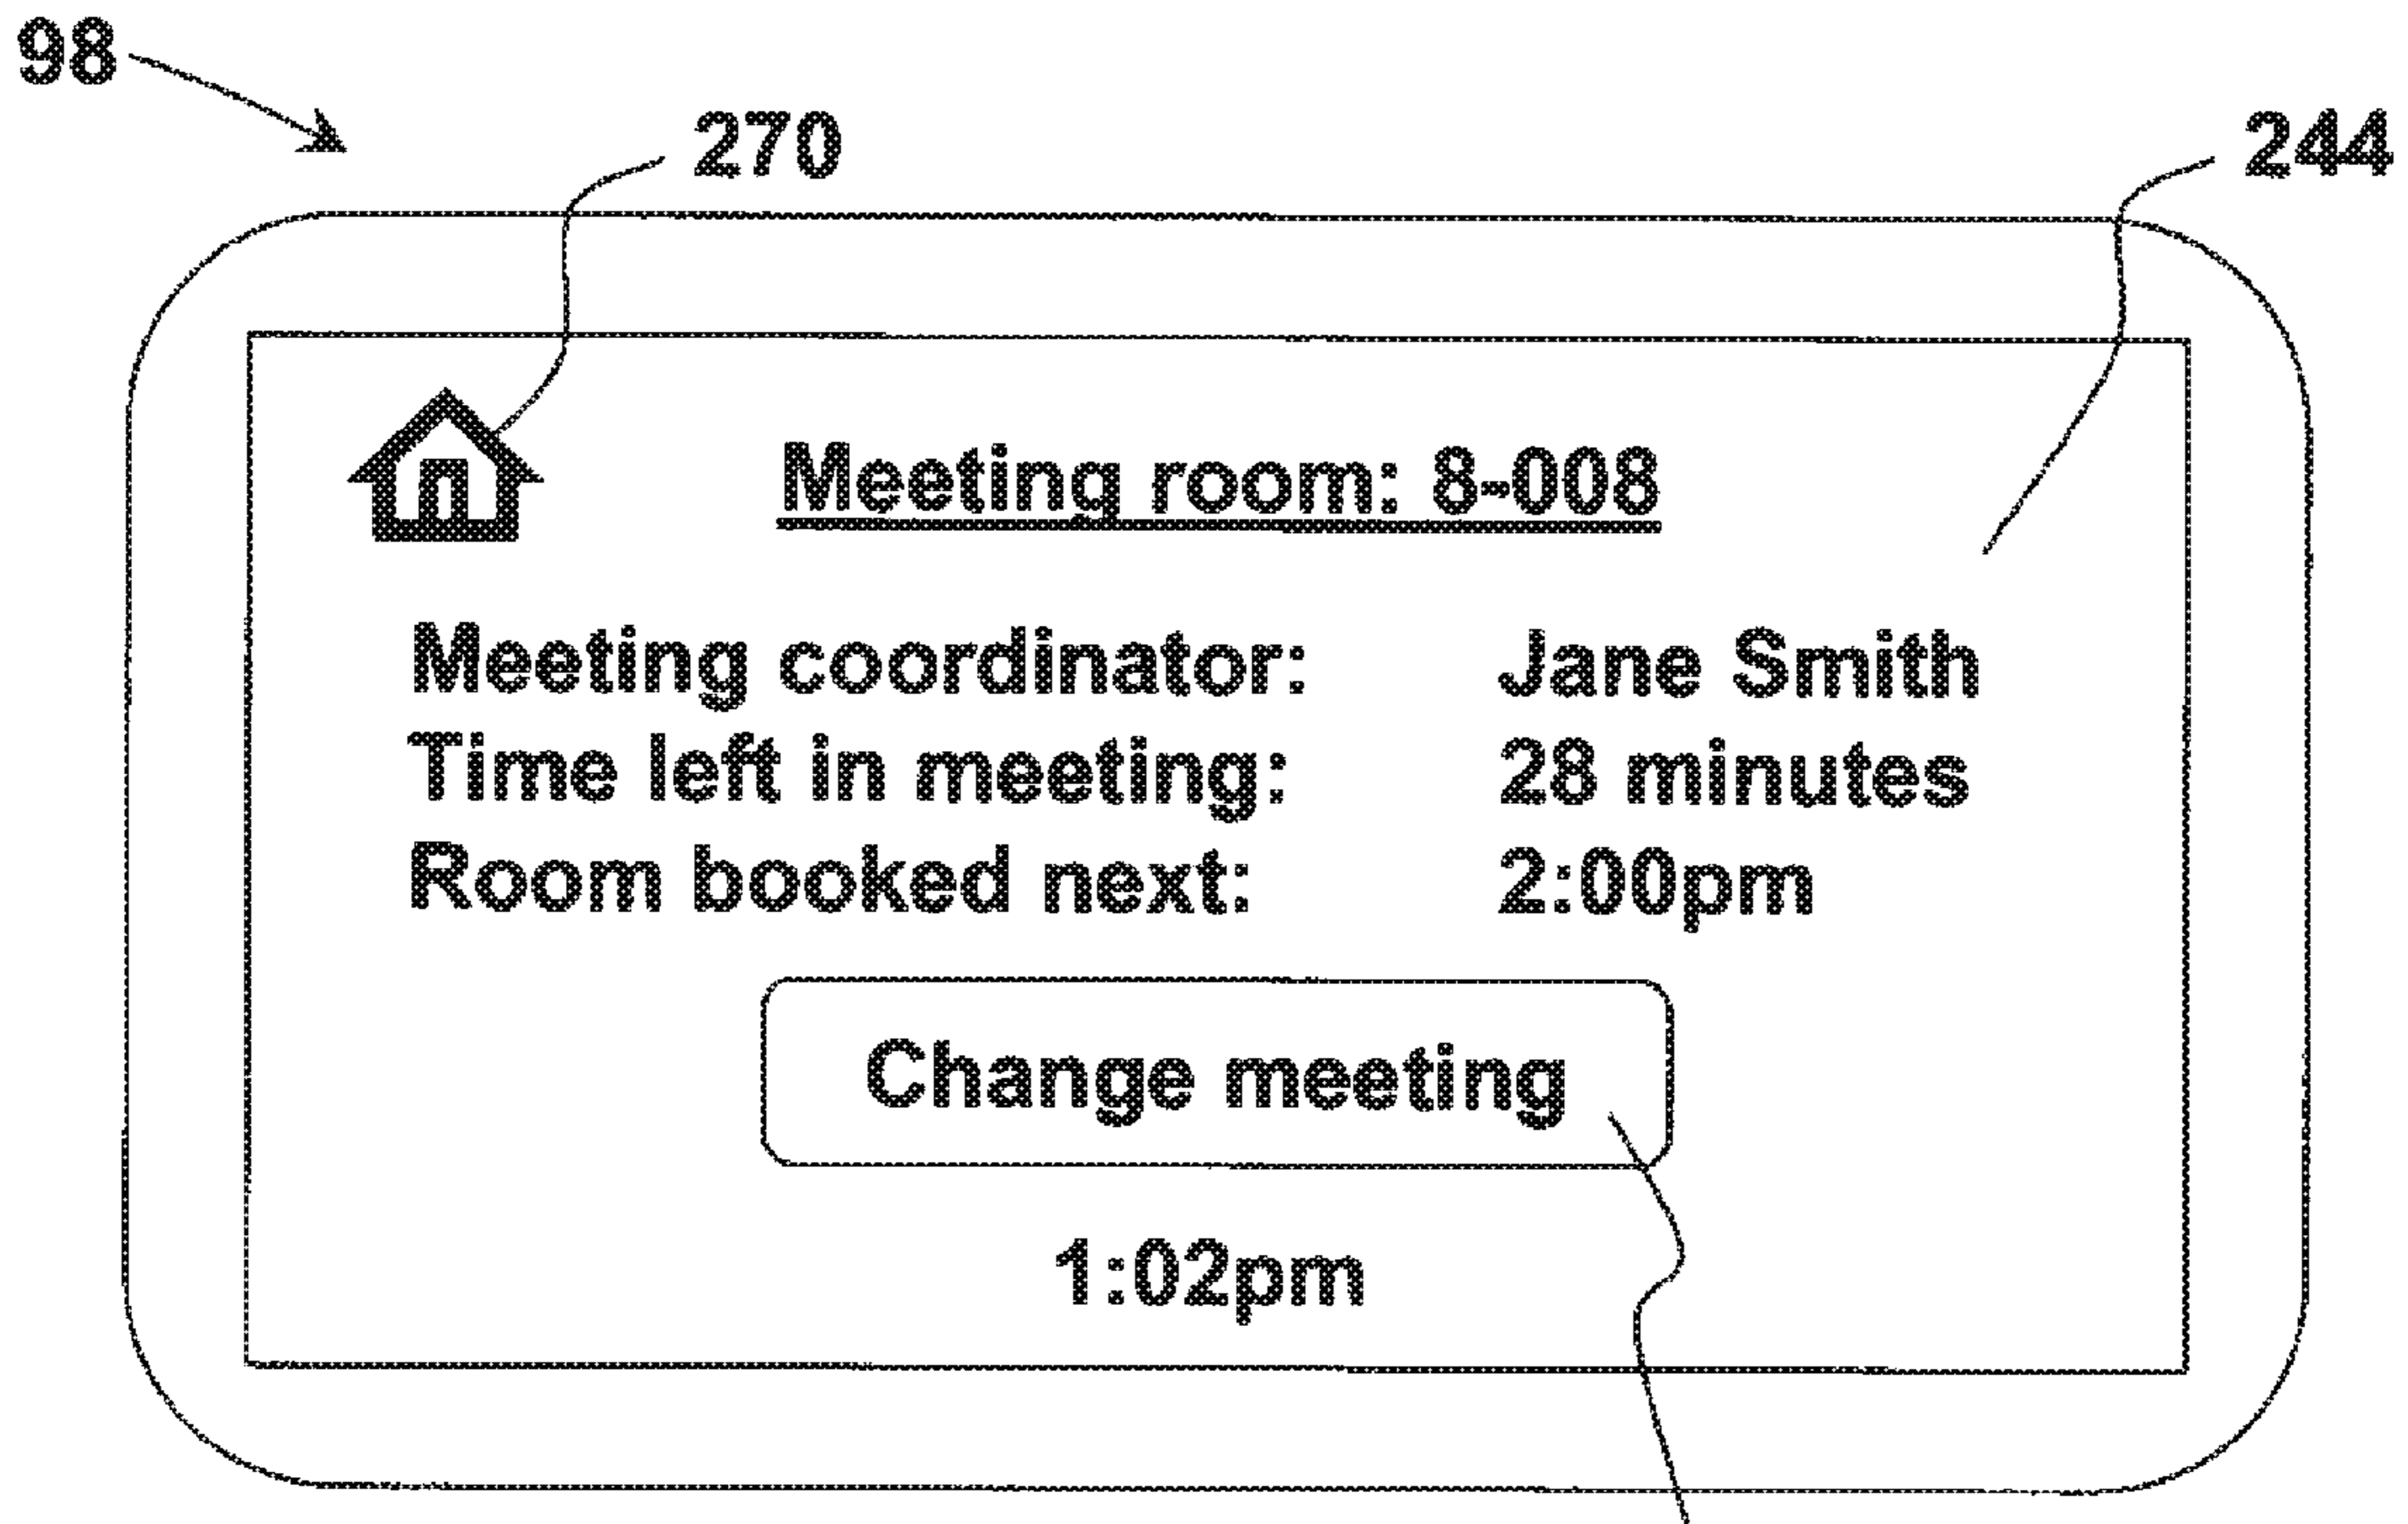 98
270
244
Meeting room: 8-008
Meeting coordinator: Jane Smith
Time left in meeting: 28 minutes
Room booked next: 2:00pm
Change meeting
1:02pm